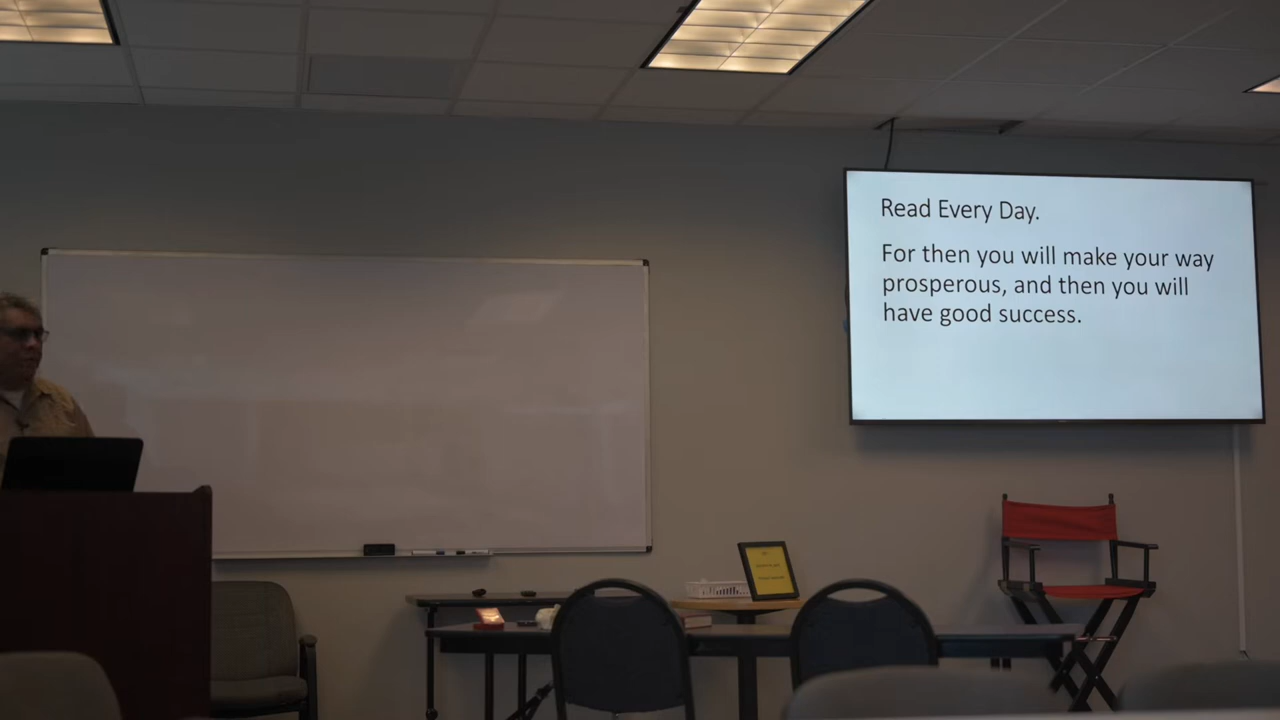 Read Every Day.
For then you will make your way
prosperous, and then you will
have good success.